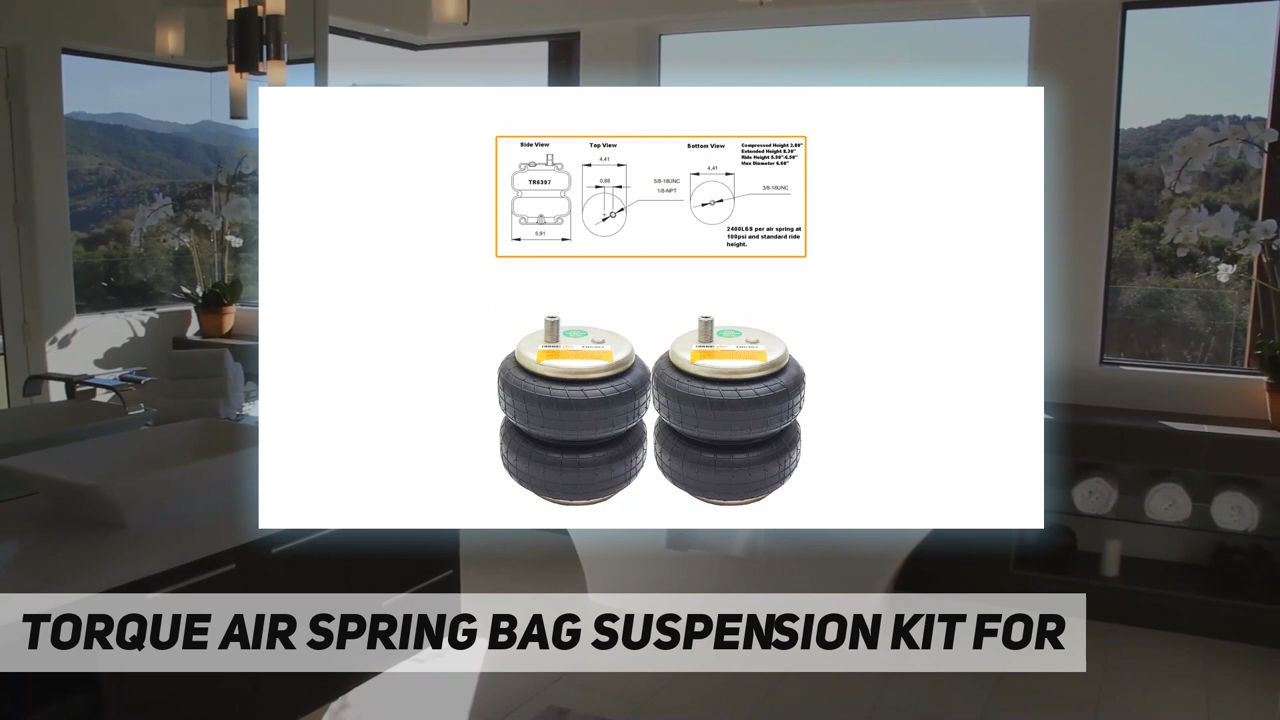 Side View
Top View
Bottom View
Compressed Height 2.80"
Extended Height 8.30"
Ride Height 5.00"-6.50"
Max Diameter 6.60"
4,41
4,41
TR6397
0,88
5/8-18UNC
1/8-NPT
3/8-16UNC
5,91
2400LBS per air spring at
100psi and standard ride
height.
TORQUE AIR SPRING BAG SUSPENSION KIT FOR